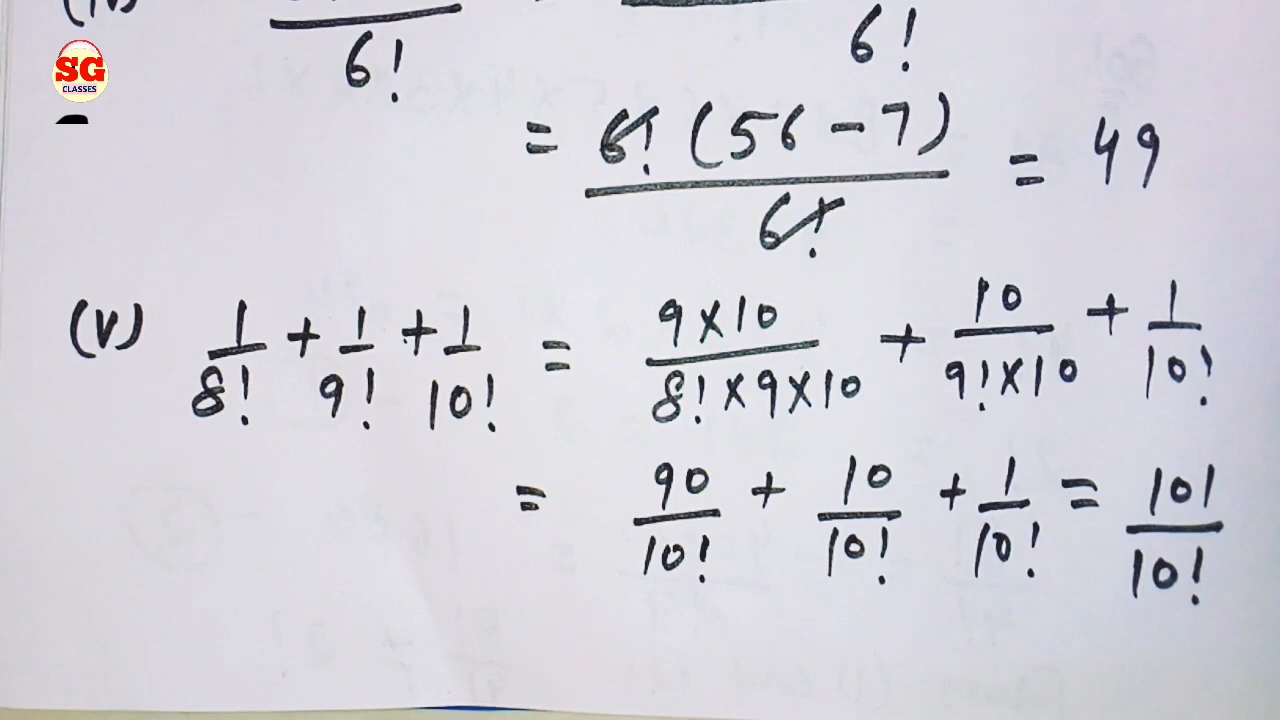 (iv)
6! 6!
SG
CLASSES
= 6! (56 - 7) / 6! = 49
(v) 1/8! + 1/9! + 1/10! = 9×10 / 8!×9×10 + 10 / 9!×10 + 1/10!
= 90/10! + 10/10! + 1/10! = 101/10!